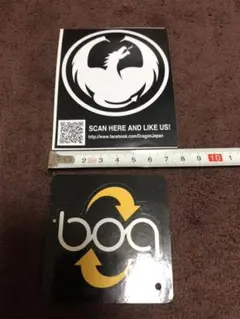 SCAN HERE AND LIKE US!
http://www.facebook.com/DragonJapan
1 2 3 4 5 6 7 8 9 10 1
boa